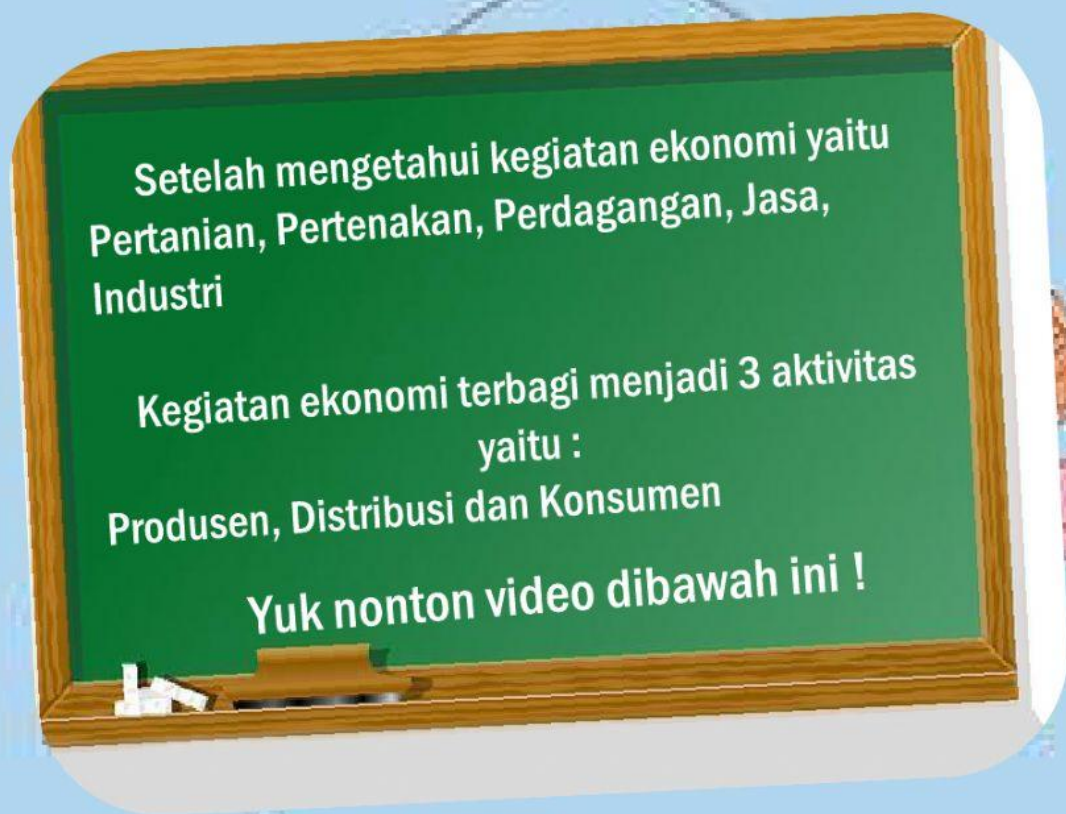 Setelah mengetahui kegiatan ekonomi yaitu
Pertanian, Pertenakan, Perdagangan, Jasa,
Industri
Kegiatan ekonomi terbagi menjadi 3 aktivitas
yaitu :
Produsen, Distribusi dan Konsumen
Yuk nonton video dibawah ini !